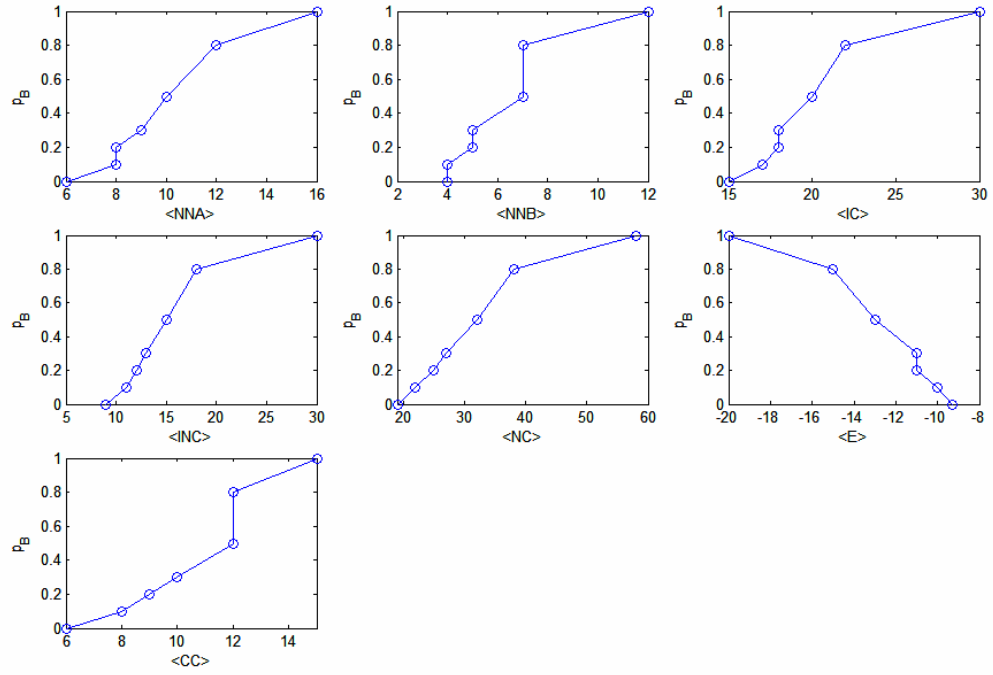 1 0.8 0.6 0.4 0.2 0
p_B
6 8 10 12 14 16
<NNA>
1 0.8 0.6 0.4 0.2 0
p_B
2 4 6 8 10 12
<NNB>
1 0.8 0.6 0.4 0.2 0
p_B
15 20 25 30
<IC>
1 0.8 0.6 0.4 0.2 0
p_B
5 10 15 20 25 30
<INC>
1 0.8 0.6 0.4 0.2 0
p_B
20 30 40 50 60
<NC>
1 0.8 0.6 0.4 0.2 0
p_B
-20 -18 -16 -14 -12 -10 -8
<E>
1 0.8 0.6 0.4 0.2 0
p_B
6 8 10 12 14
<CC>